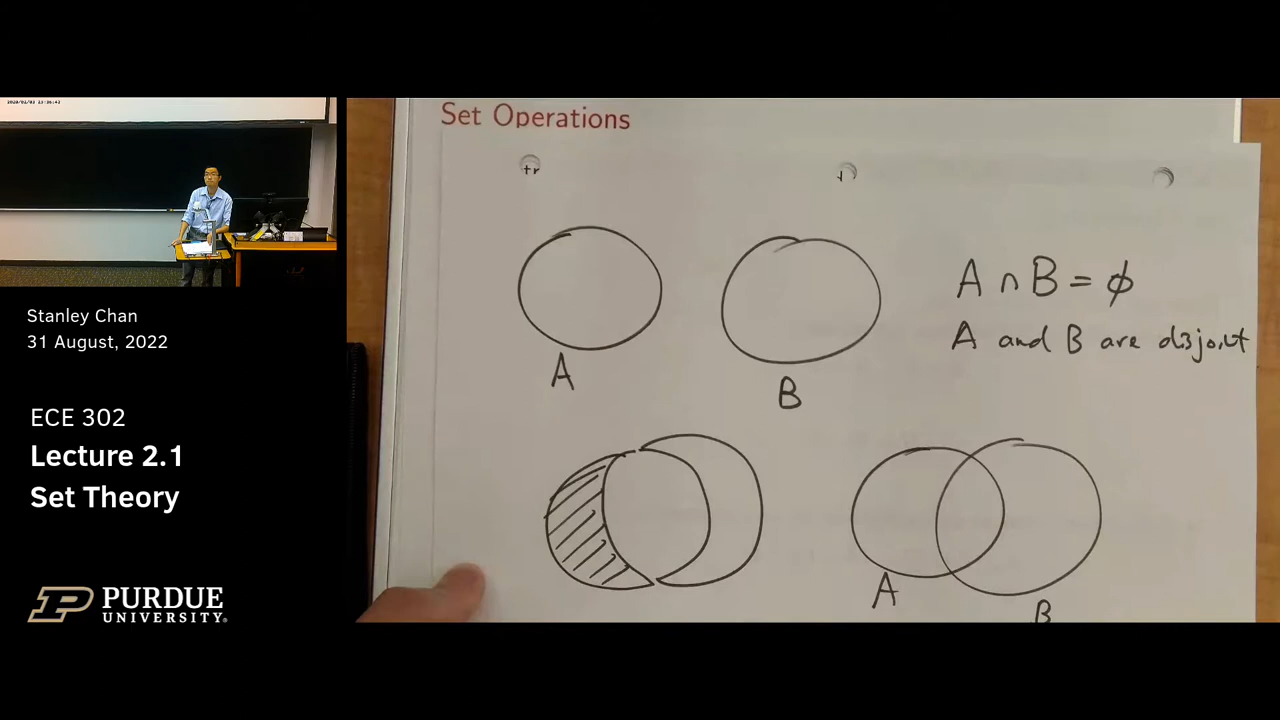 Set Operations
A ∩ B = ϕ
A and B are disjoint
A
B
A
B
Stanley Chan
31 August, 2022
ECE 302
Lecture 2.1
Set Theory
PURDUE
UNIVERSITY.